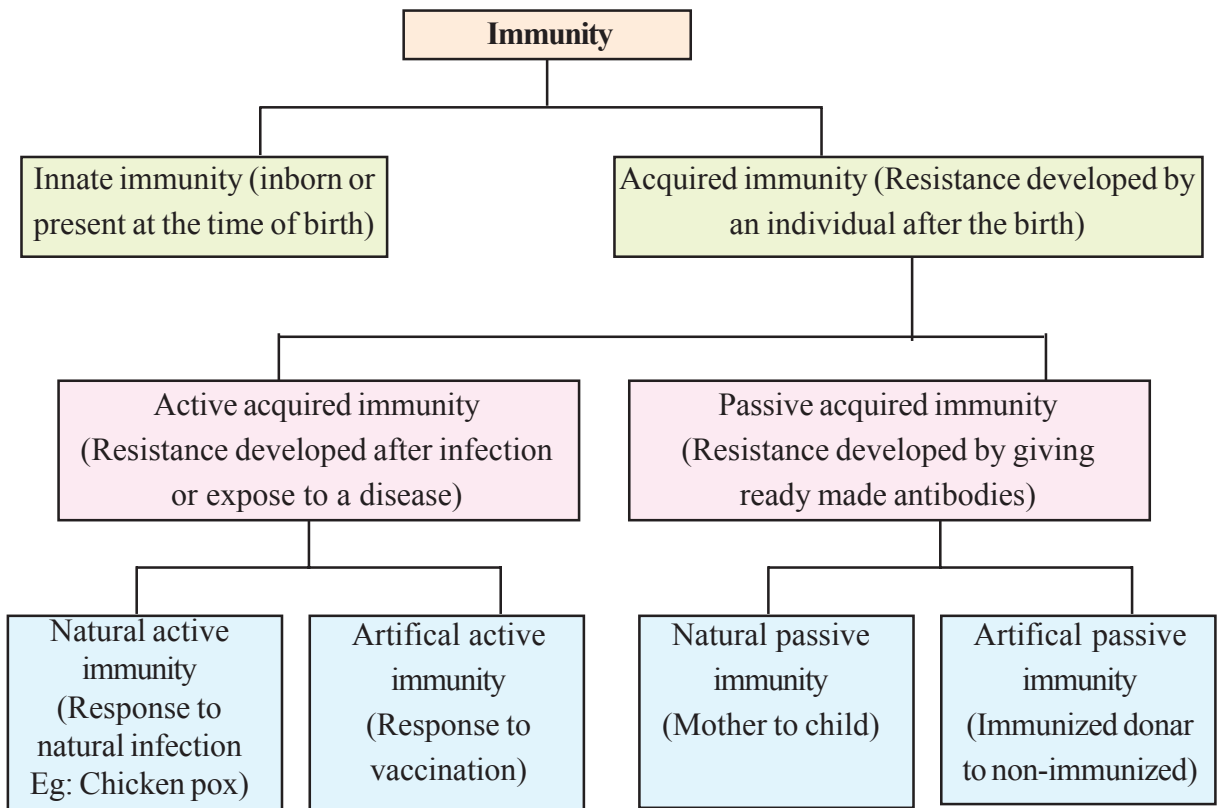 Immunity
Innate immunity (inborn or
present at the time of birth)
Acquired immunity (Resistance developed by
an individual after the birth)
Active acquired immunity
(Resistance developed after infection
or expose to a disease)
Passive acquired immunity
(Resistance developed by giving
ready made antibodies)
Natural active
immunity
(Response to
natural infection
Eg: Chicken pox)
Artifical active
immunity
(Response to
vaccination)
Natural passive
immunity
(Mother to child)
Artifical passive
immunity
(Immunized donar
to non-immunized)